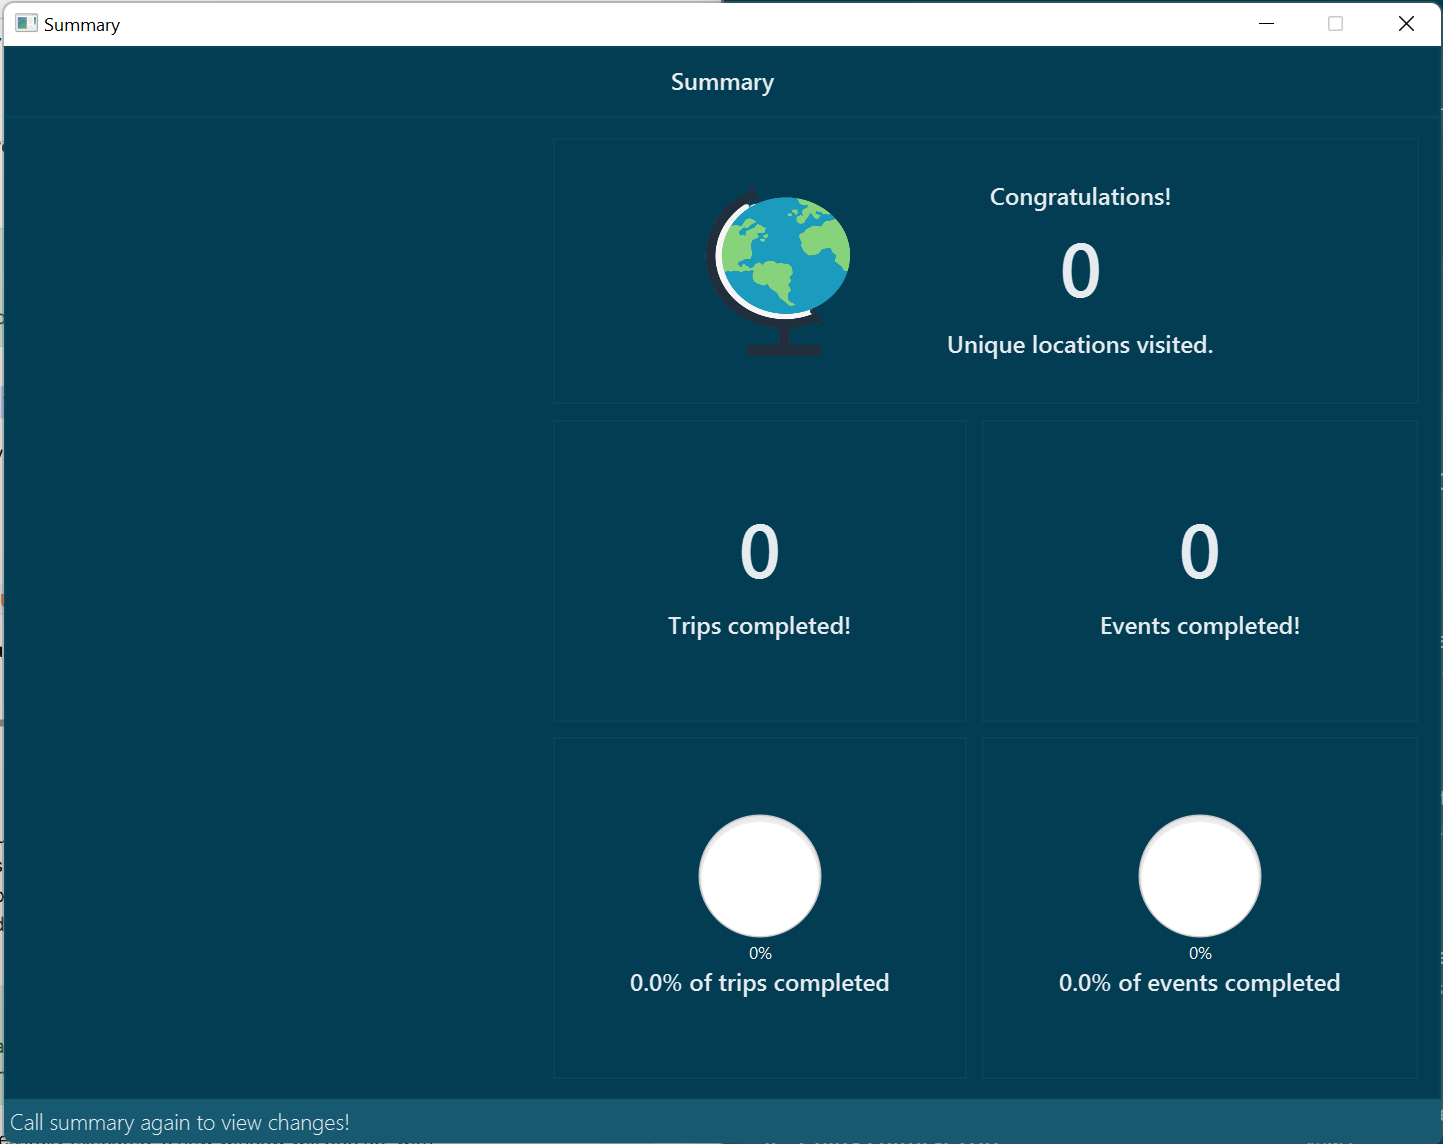 Summary
Summary
Congratulations!
0
Unique locations visited.
0
Trips completed!
0
Events completed!
0%
0.0% of trips completed
0%
0.0% of events completed
Call summary again to view changes!